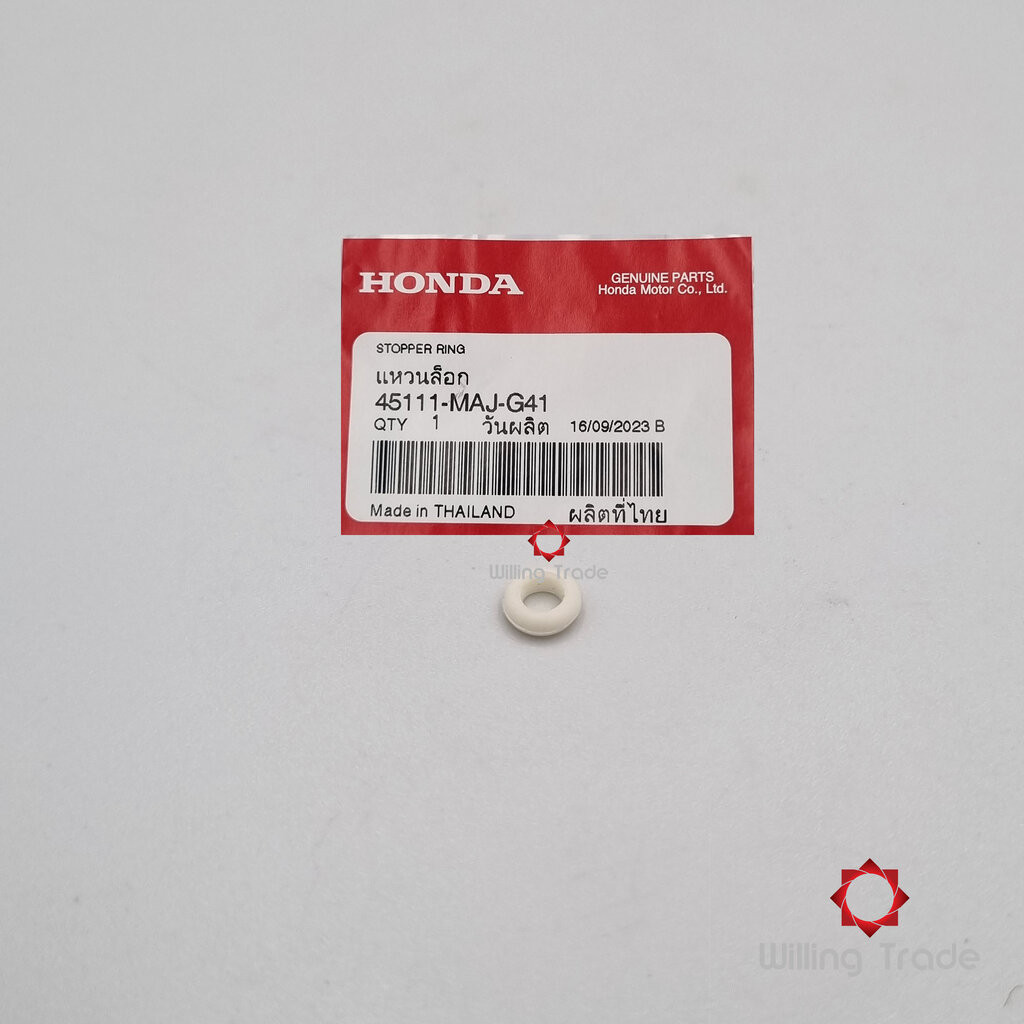 HONDA
GENUINE PARTS
Honda Motor Co., Ltd.
STOPPER RING
แหวนล็อก
45111-MAJ-G41
QTY 1 วันผลิต 16/09/2023 B
Made in THAILAND ผลิตที่ไทย
Willing Trade
Willing Trade